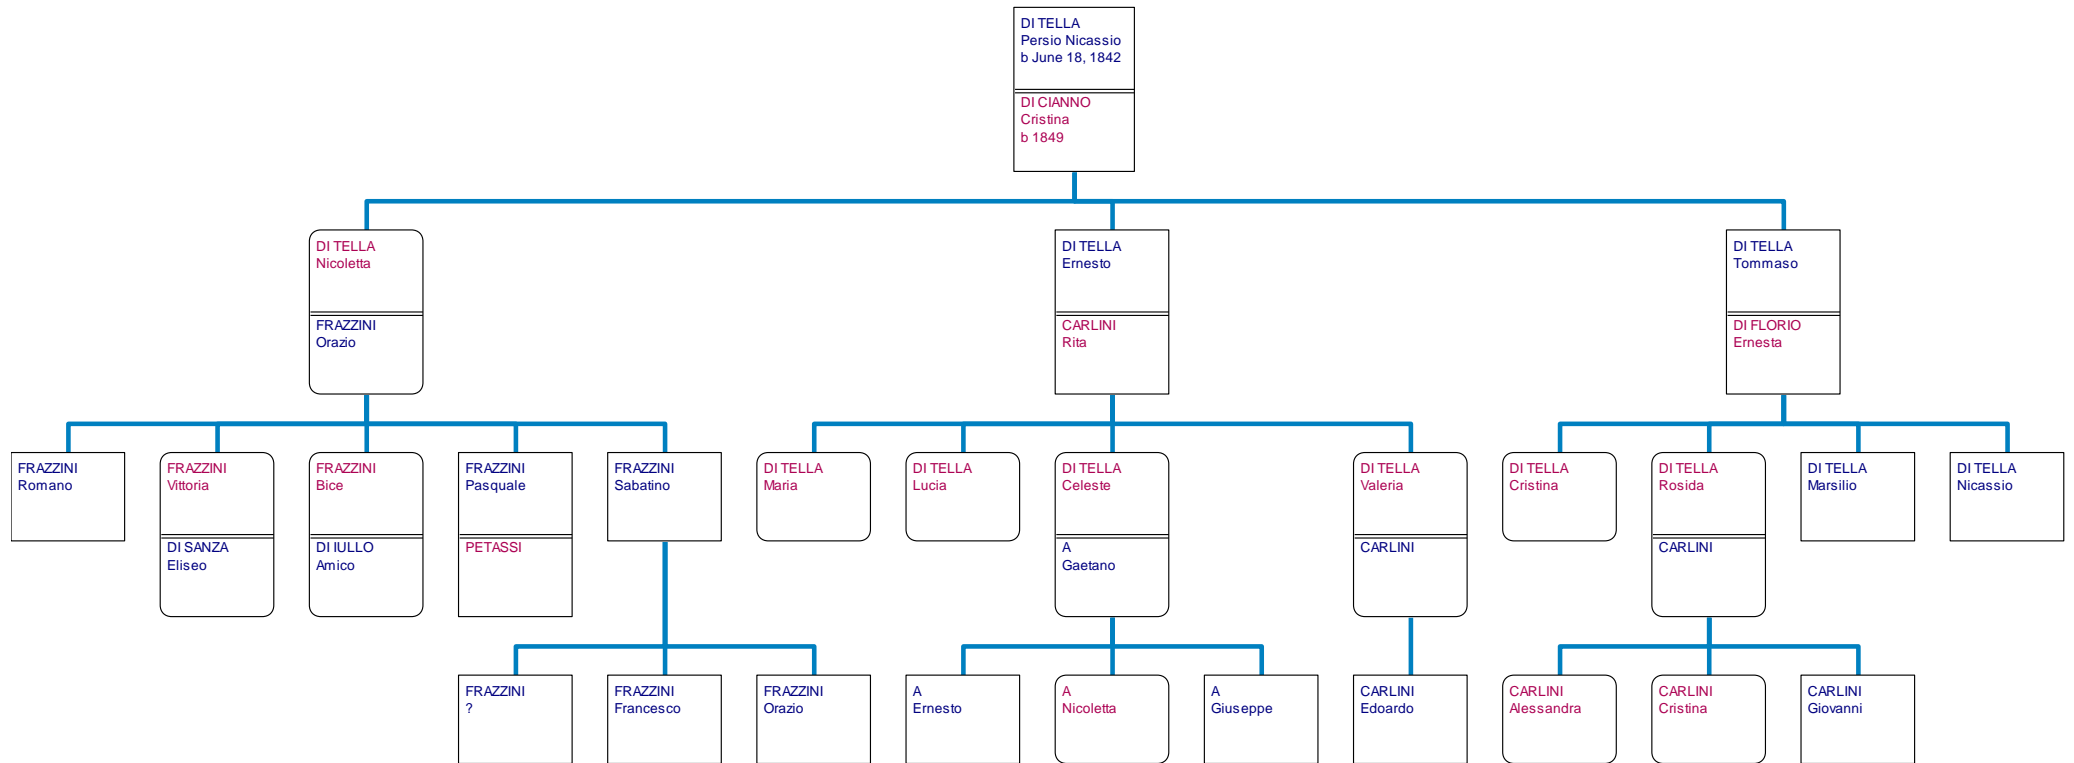 DI TELLA
Persio Nicassio
b June 18, 1842
DI CIANNO
Cristina
b 1849
DI TELLA
Nicoletta
FRAZZINI
Orazio
DI TELLA
Ernesto
CARLINI
Rita
DI TELLA
Tommaso
DI FLORIO
Ernesta
FRAZZINI
Romano
FRAZZINI
Vittoria
DI SANZA
Eliseo
FRAZZINI
Bice
DI IULLO
Amico
FRAZZINI
Pasquale
PETASSI
FRAZZINI
Sabatino
DI TELLA
Maria
DI TELLA
Lucia
DI TELLA
Celeste
A
Gaetano
DI TELLA
Valeria
CARLINI
DI TELLA
Cristina
DI TELLA
Rosida
CARLINI
DI TELLA
Marsilio
DI TELLA
Nicassio
FRAZZINI
?
FRAZZINI
Francesco
FRAZZINI
Orazio
A
Ernesto
A
Nicoletta
A
Giuseppe
CARLINI
Edoardo
CARLINI
Alessandra
CARLINI
Cristina
CARLINI
Giovanni